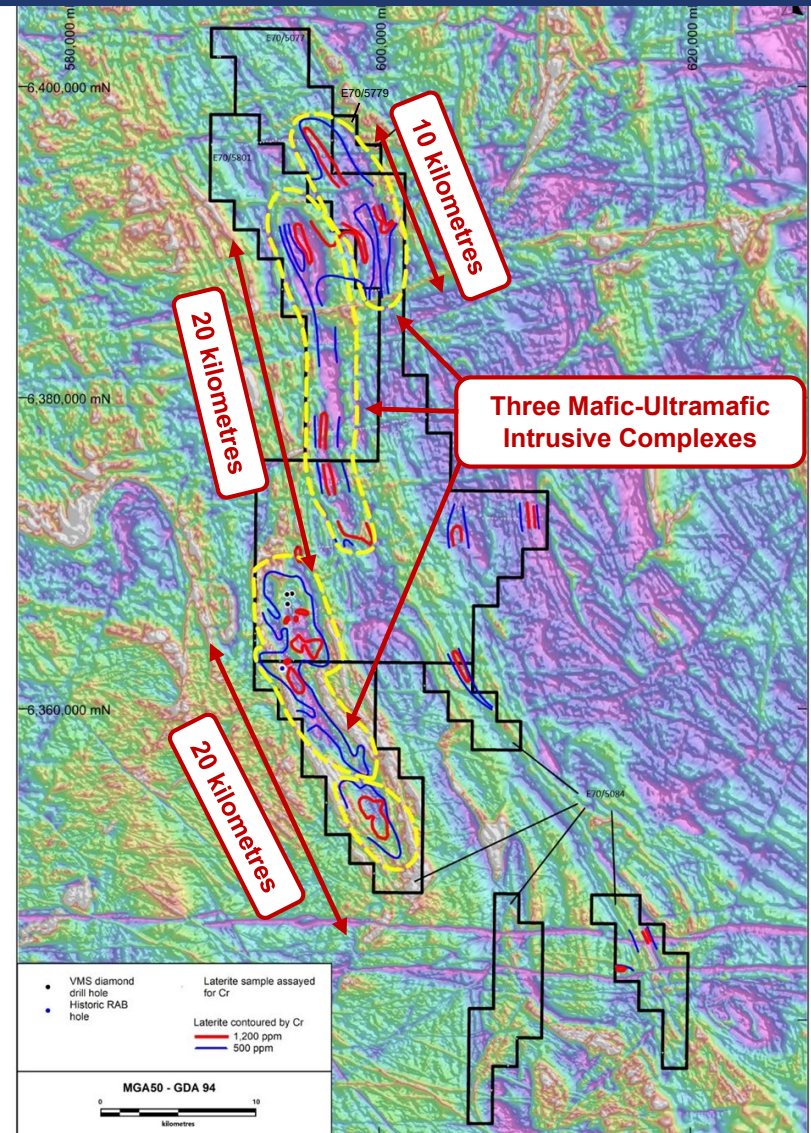 580,000 mE
600,000 mE
620,000 mE
E70/5077
6,400,000 mN
E70/5779
E70/5801
10 kilometres
20 kilometres
6,380,000 mN
Three Mafic-Ultramafic
Intrusive Complexes
6,360,000 mN
20 kilometres
E70/5084
VMS diamond
drill hole
Historic RAB
hole
Laterite sample assayed
for Cr
Laterite contoured by Cr
1,200 ppm
500 ppm
MGA50 - GDA 94
0 10
kilometres